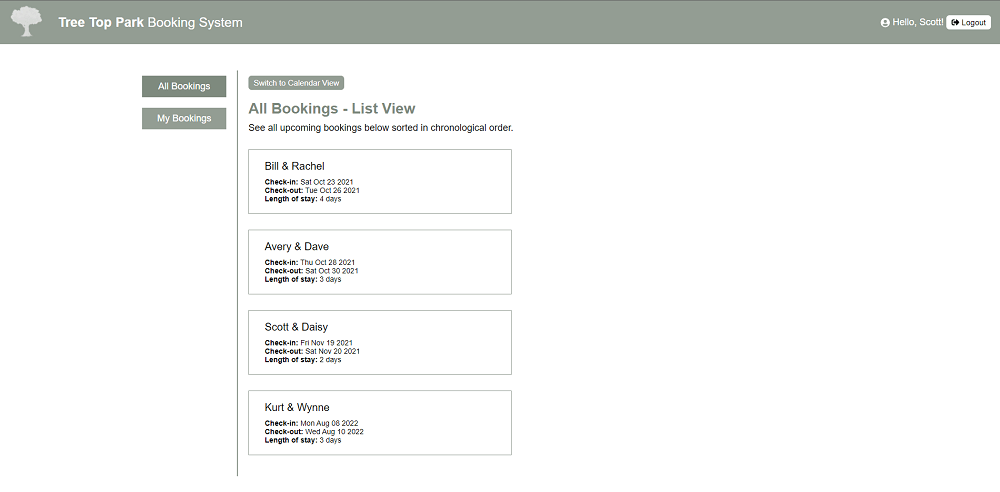 Tree Top Park Booking System
Hello, Scott! Logout
All Bookings
My Bookings
Switch to Calendar View
All Bookings - List View
See all upcoming bookings below sorted in chronological order.
Bill & Rachel
Check-in: Sat Oct 23 2021
Check-out: Tue Oct 26 2021
Length of stay: 4 days
Avery & Dave
Check-in: Thu Oct 28 2021
Check-out: Sat Oct 30 2021
Length of stay: 3 days
Scott & Daisy
Check-in: Fri Nov 19 2021
Check-out: Sat Nov 20 2021
Length of stay: 2 days
Kurt & Wynne
Check-in: Mon Aug 08 2022
Check-out: Wed Aug 10 2022
Length of stay: 3 days